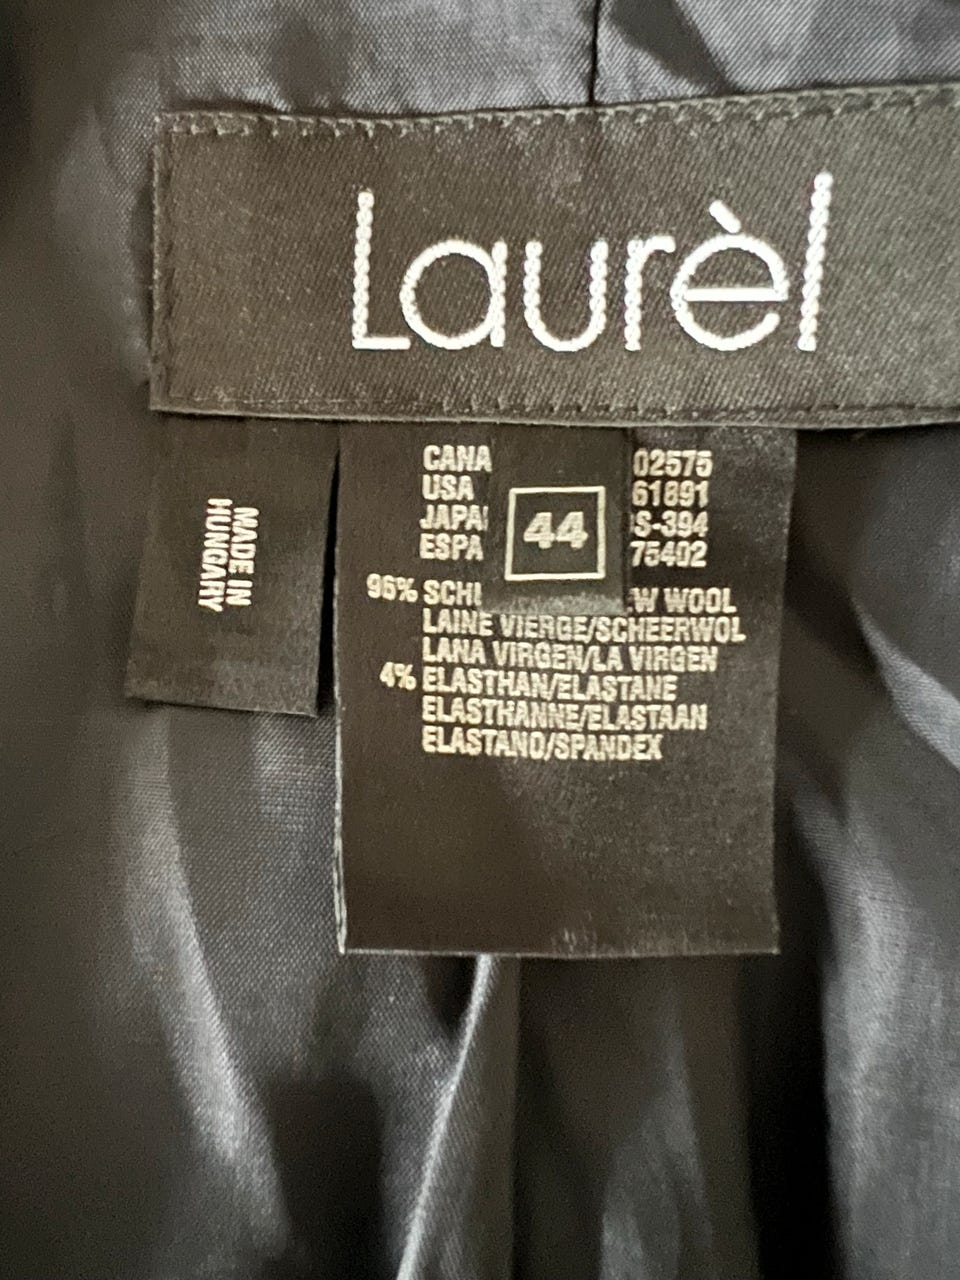 Laurèl
MADE IN
HUNGARY
44
CANA 02575
USA 61891
JAPA S-394
ESPA 75402
96% SCH W WOOL
LAINE VIERGE/SCHEERWOL
LANA VIRGEN/LA VIRGEN
4% ELASTHAN/ELASTANE
ELASTHANNE/ELASTAAN
ELASTANO/SPANDEX